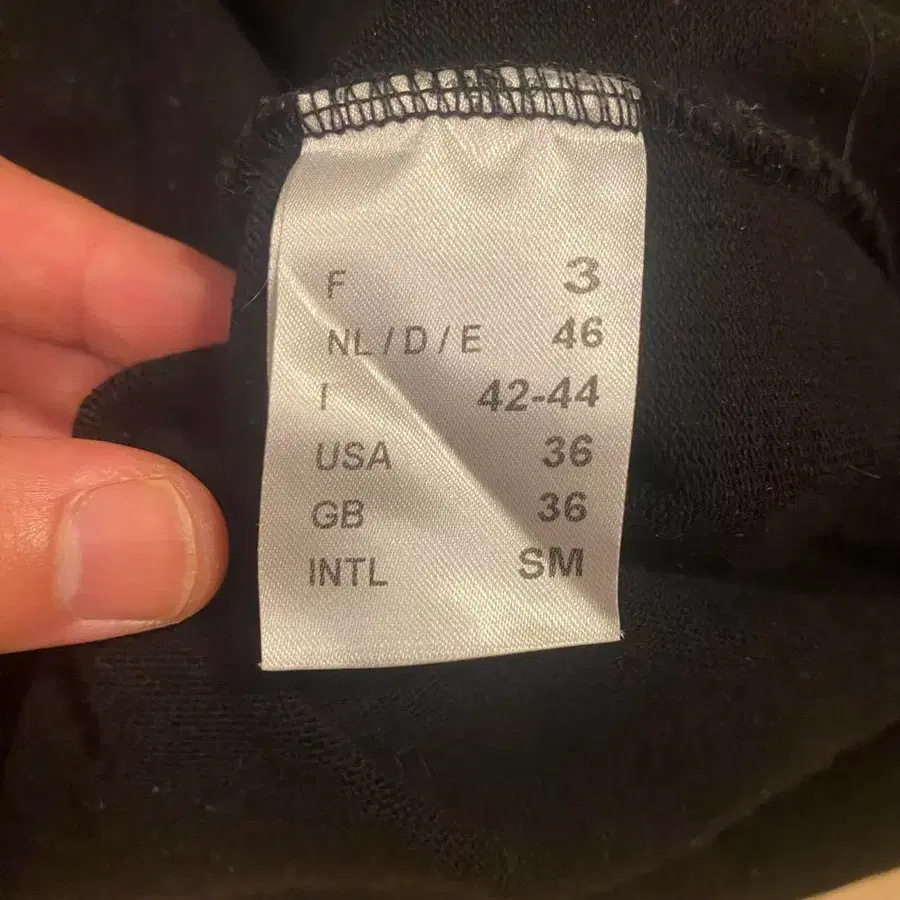 F 3
NL / D / E 46
I 42-44
USA 36
GB 36
INTL SM